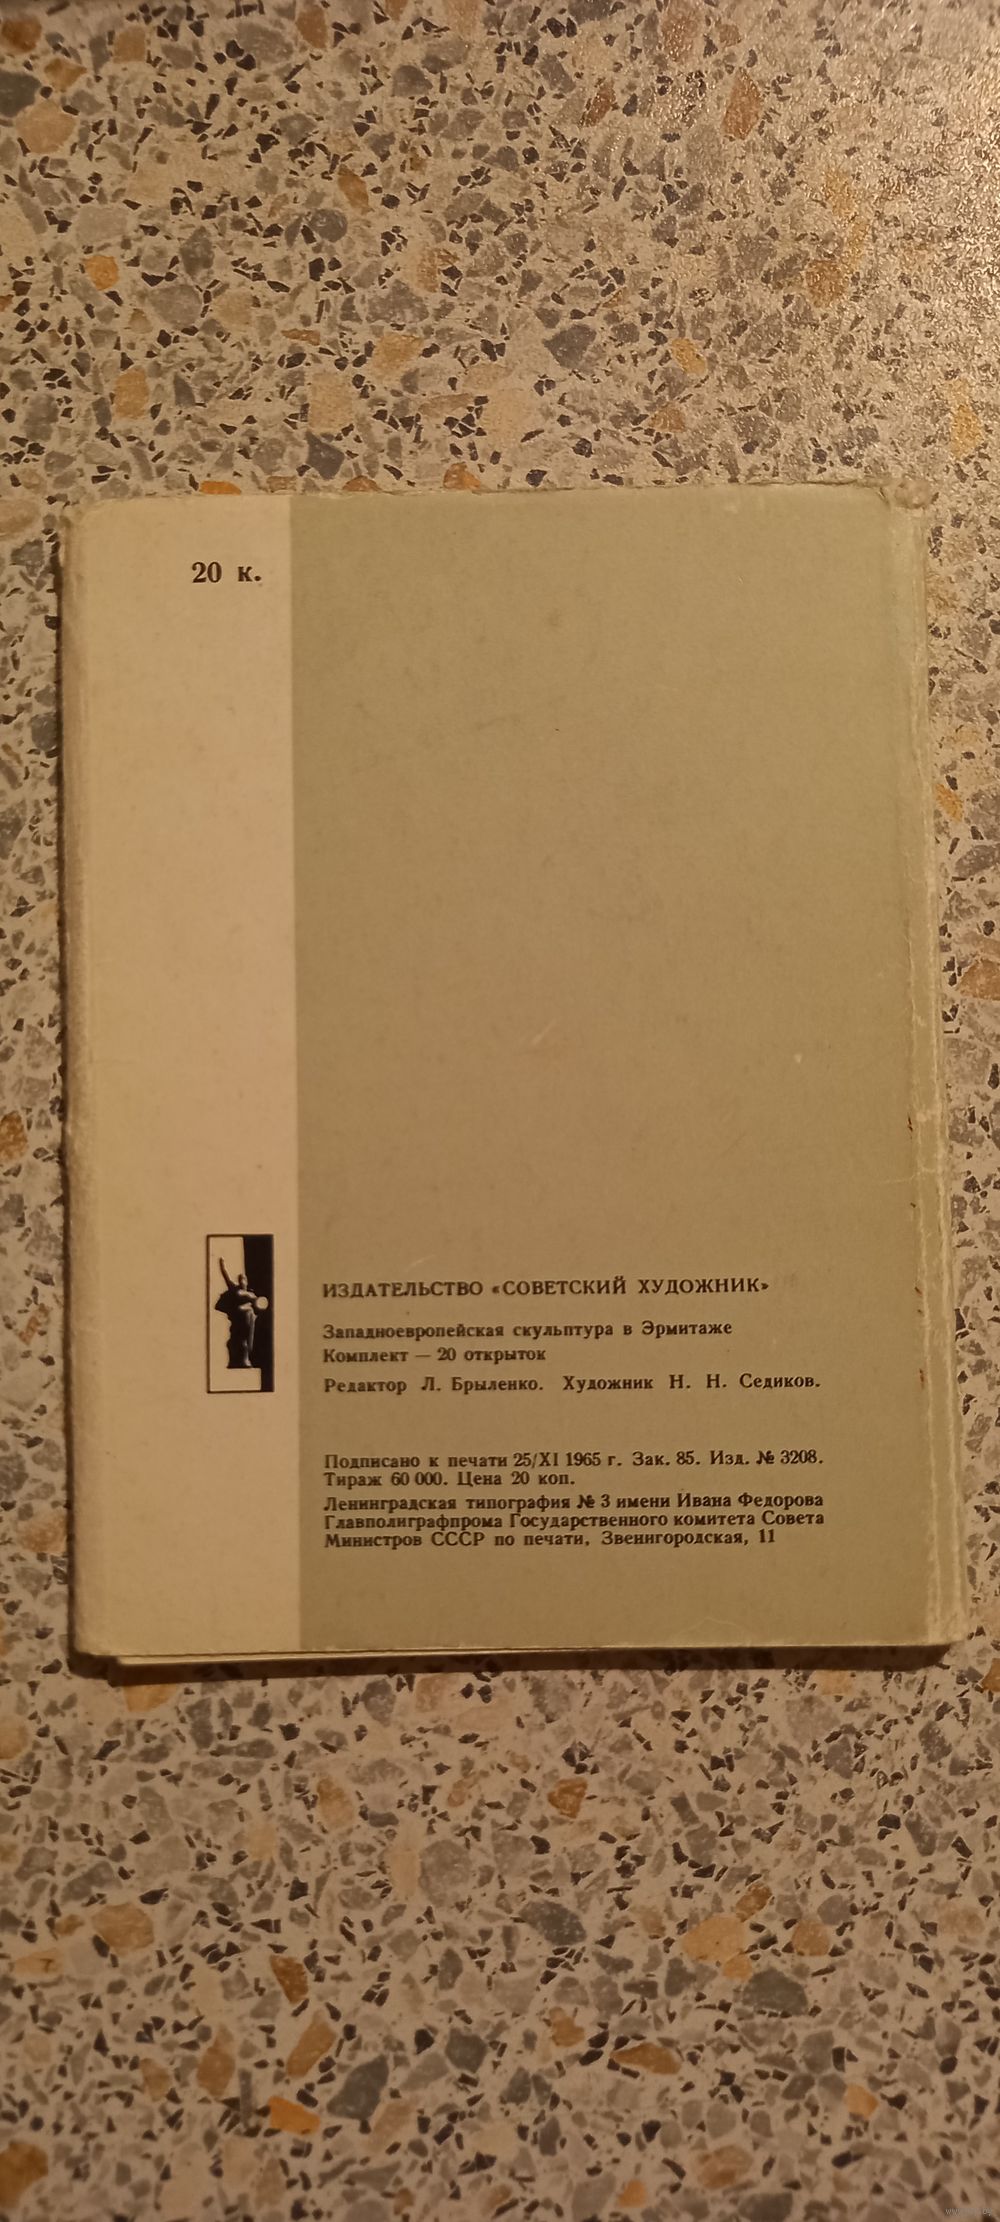 20 к.
ИЗДАТЕЛЬСТВО «СОВЕТСКИЙ ХУДОЖНИК»
Западноевропейская скульптура в Эрмитаже
Комплект — 20 открыток
Редактор Л. Брыленко. Художник Н. Н. Седиков.
Подписано к печати 25/XI 1965 г. Зак. 85. Изд. № 3208.
Тираж 60 000. Цена 20 коп.
Ленинградская типография № 3 имени Ивана Федорова
Главполиграфпрома Государственного комитета Совета
Министров СССР по печати, Звенигородская, 11